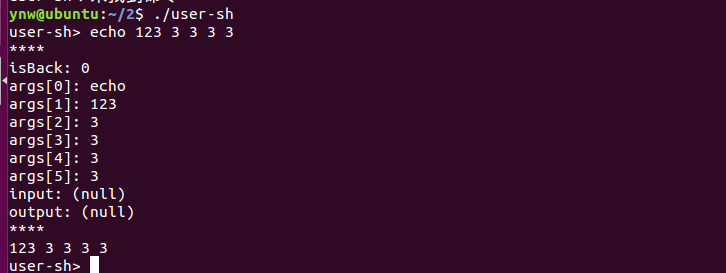 ynw@ubuntu:~/2$ ./user-sh
user-sh> echo 123 3 3 3 3
****
isBack: 0
args[0]: echo
args[1]: 123
args[2]: 3
args[3]: 3
args[4]: 3
args[5]: 3
input: (null)
output: (null)
****
123 3 3 3 3
user-sh>